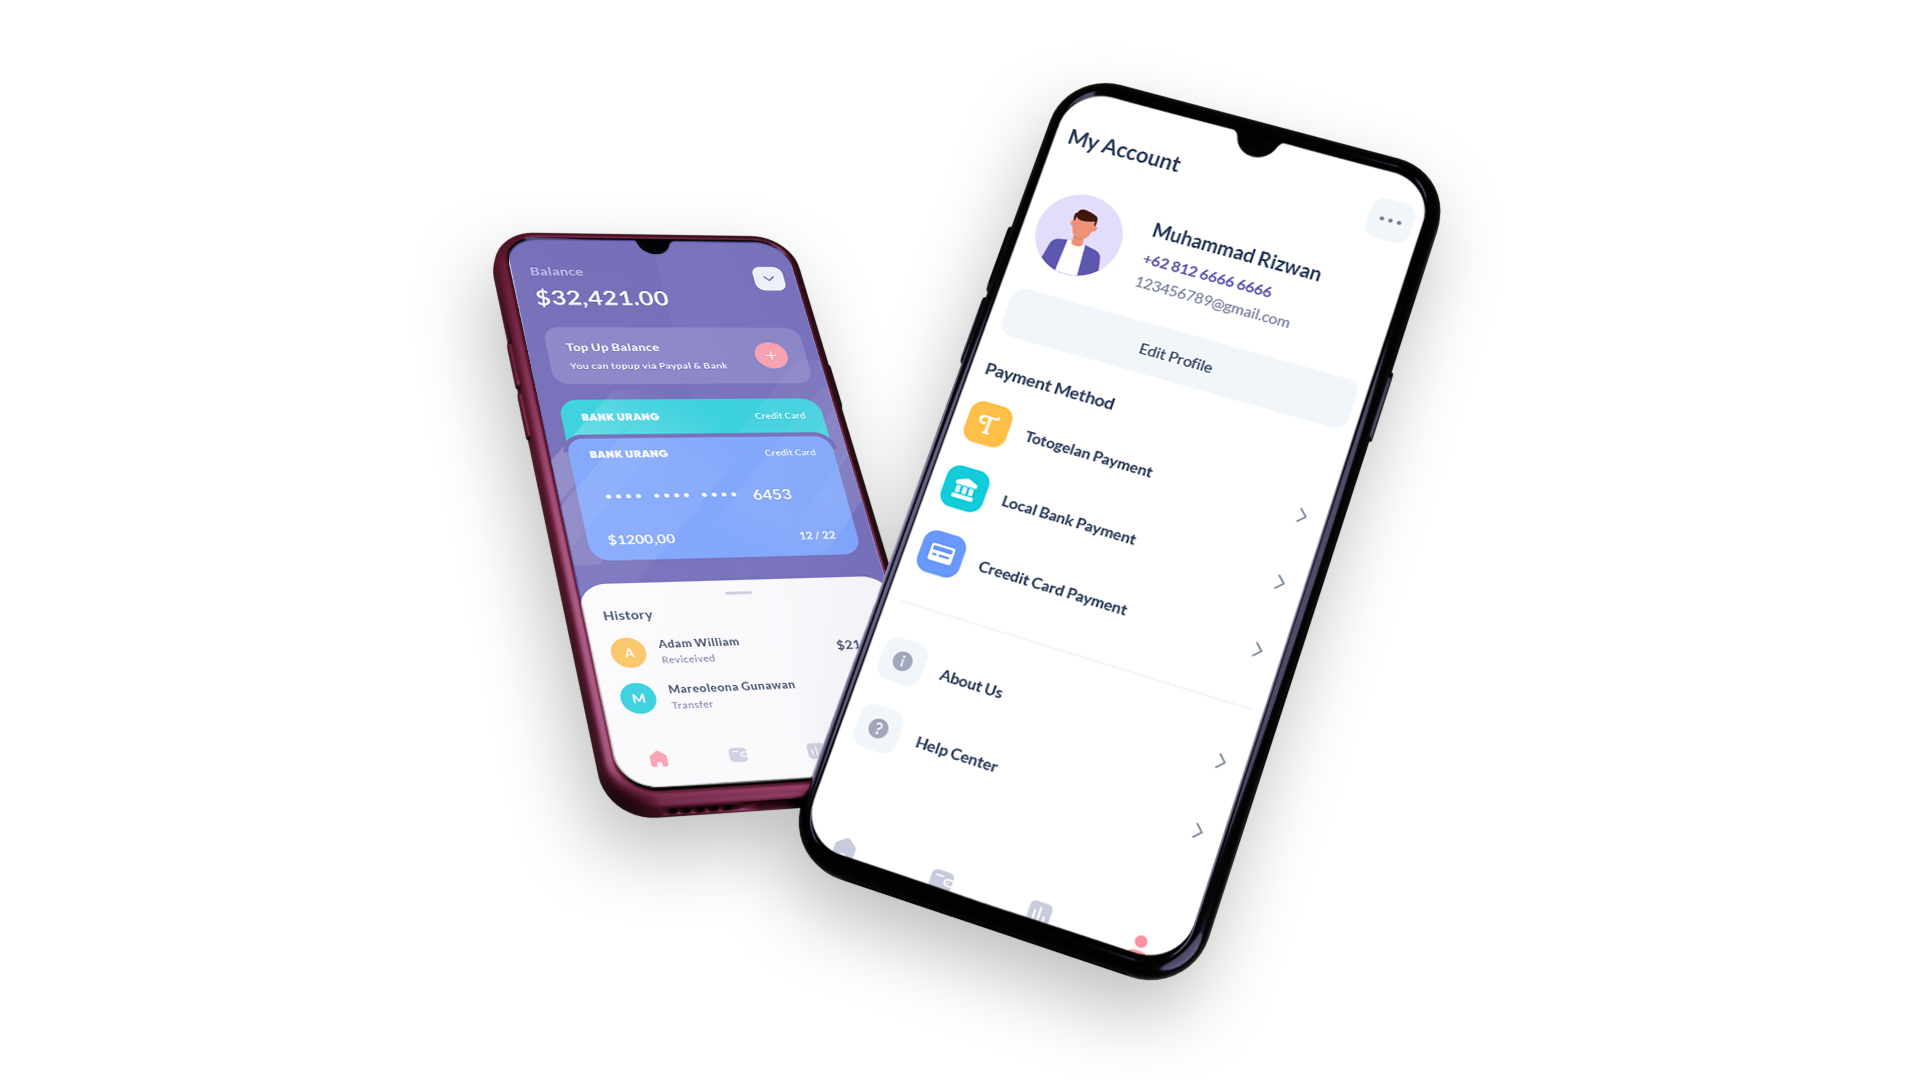 Balance
$32,421.00
Top Up Balance
You can topup via Paypal & Bank
BANK URANG Credit Card
BANK URANG Credit Card
•••• •••• •••• 6453
$1200,00 12 / 22
History
A Adam William $21
Reviceived
M Mareoleona Gunawan
Transfer
My Account
Muhammad Rizwan
+62 812 6666 6666
123456789@gmail.com
Edit Profile
Payment Method
Totogelan Payment
Local Bank Payment
Creedit Card Payment
About Us
Help Center